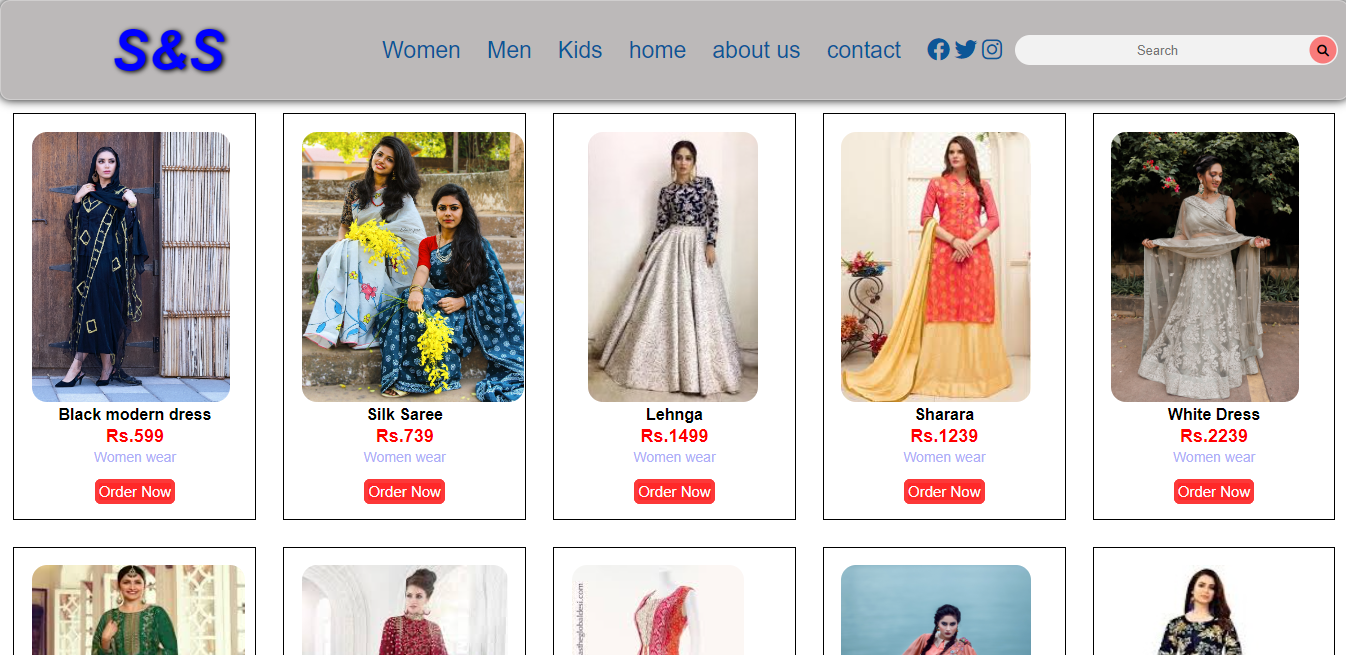 S&S
Women Men Kids home about us contact Search
Black modern dress
Rs.599
Women wear
Order Now
Silk Saree
Rs.739
Women wear
Order Now
Lehnga
Rs.1499
Women wear
Order Now
Sharara
Rs.1239
Women wear
Order Now
White Dress
Rs.2239
Women wear
Order Now